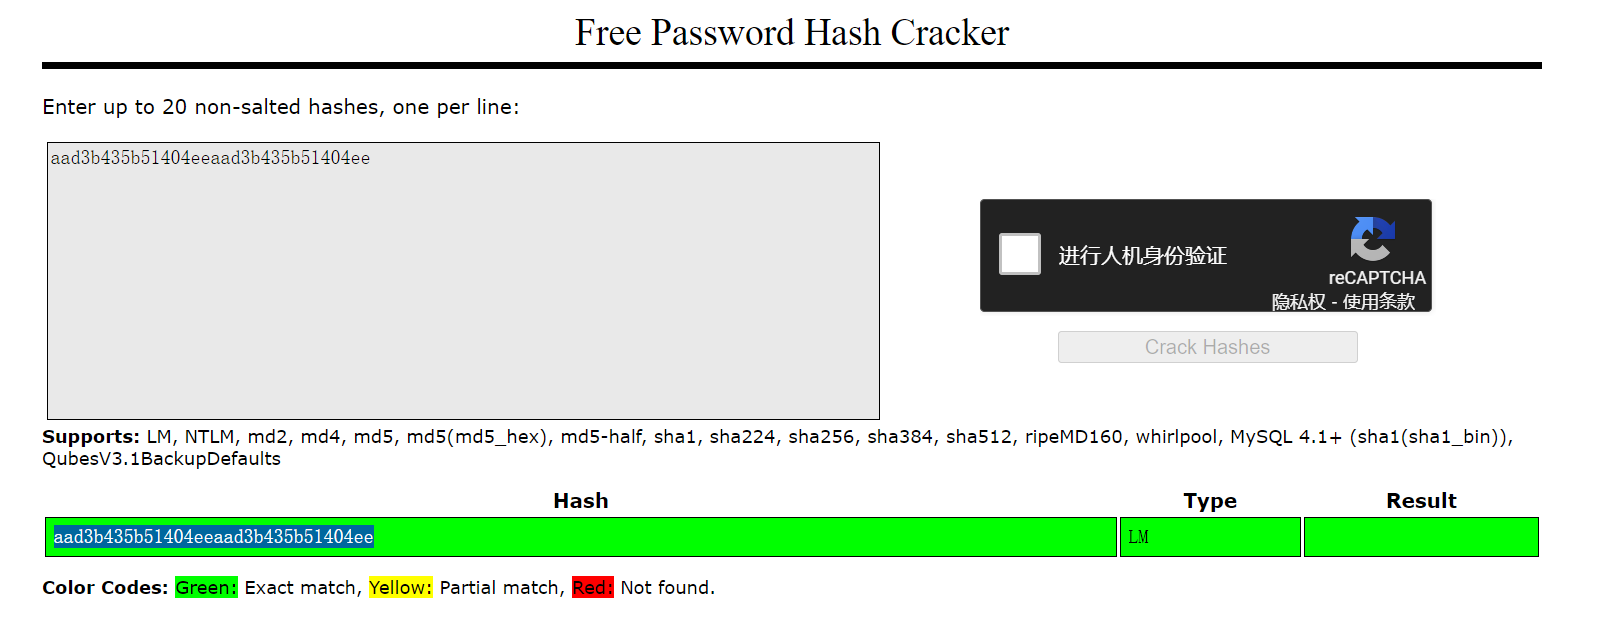 Free Password Hash Cracker
Enter up to 20 non-salted hashes, one per line:
aad3b435b51404eeaad3b435b51404ee
进行人机身份验证
reCAPTCHA
隐私权 - 使用条款
Crack Hashes
Supports: LM, NTLM, md2, md4, md5, md5(md5_hex), md5-half, sha1, sha224, sha256, sha384, sha512, ripeMD160, whirlpool, MySQL 4.1+ (sha1(sha1_bin)),
QubesV3.1BackupDefaults
Hash Type Result
aad3b435b51404eeaad3b435b51404ee LM
Color Codes: Green: Exact match, Yellow: Partial match, Red: Not found.